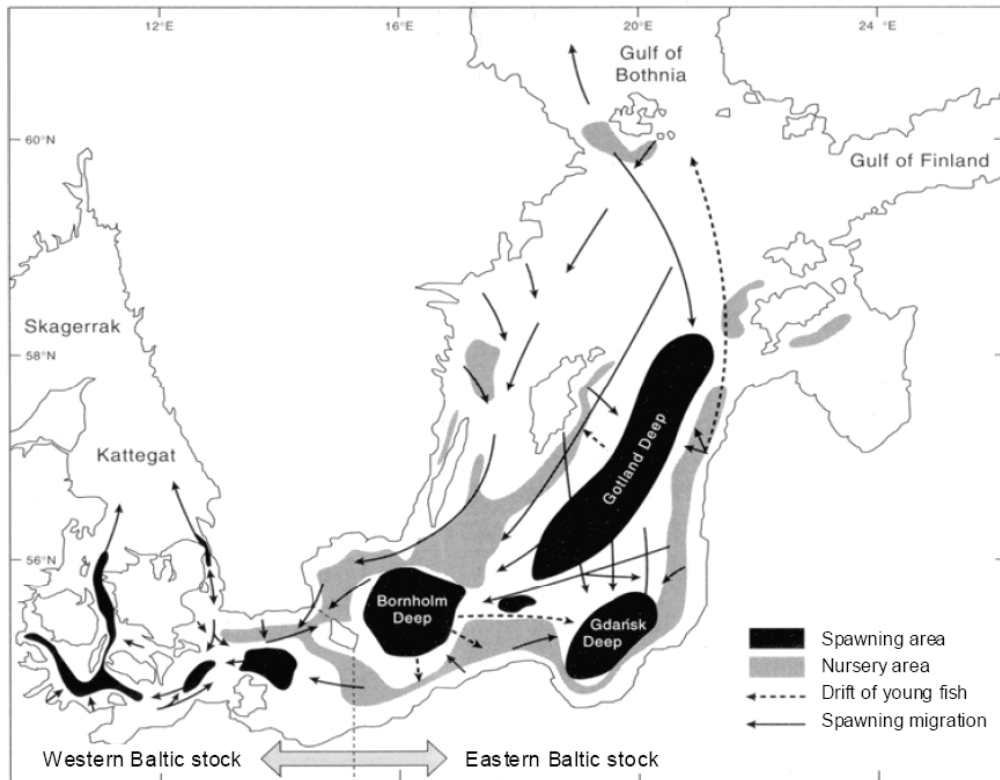 12°E
16°E
20°E
24 °E
Gulf of
Bothnia
60°N
Gulf of Finland
Skagerrak
58°N
Kattegat
Gotland Deep
56°N
Bornholm
Deep
Gdańsk
Deep
Spawning area
Nursery area
Drift of young fish
Spawning migration
Western Baltic stock
Eastern Baltic stock